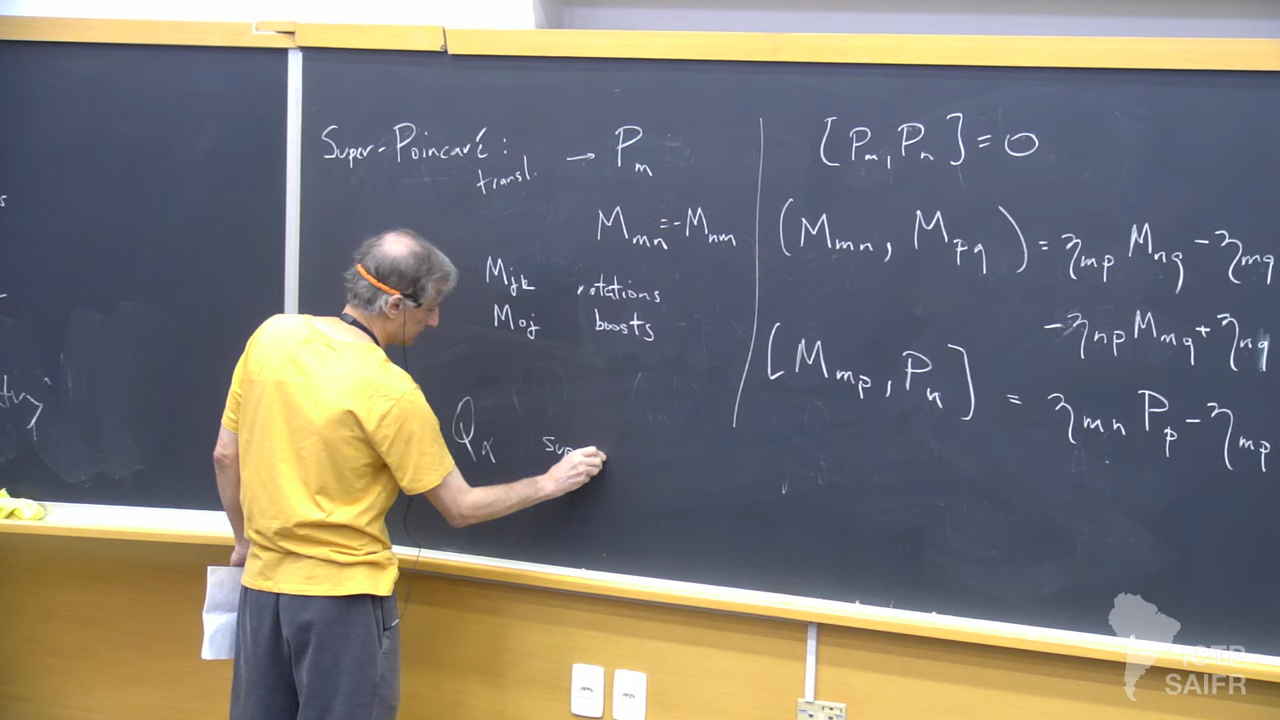 Super-Poincaré:
transl. → P_m
M_mn = -M_nm
M_jk rotations
M_oj boosts
Q_α sup
[P_m, P_n] = 0
(M_mn, M_pq) = η_mp M_nq - η_mq
-η_np M_mq + η_nq
[M_mp, P_n] = η_mn P_p - η_mp
ICTP
SAIFR